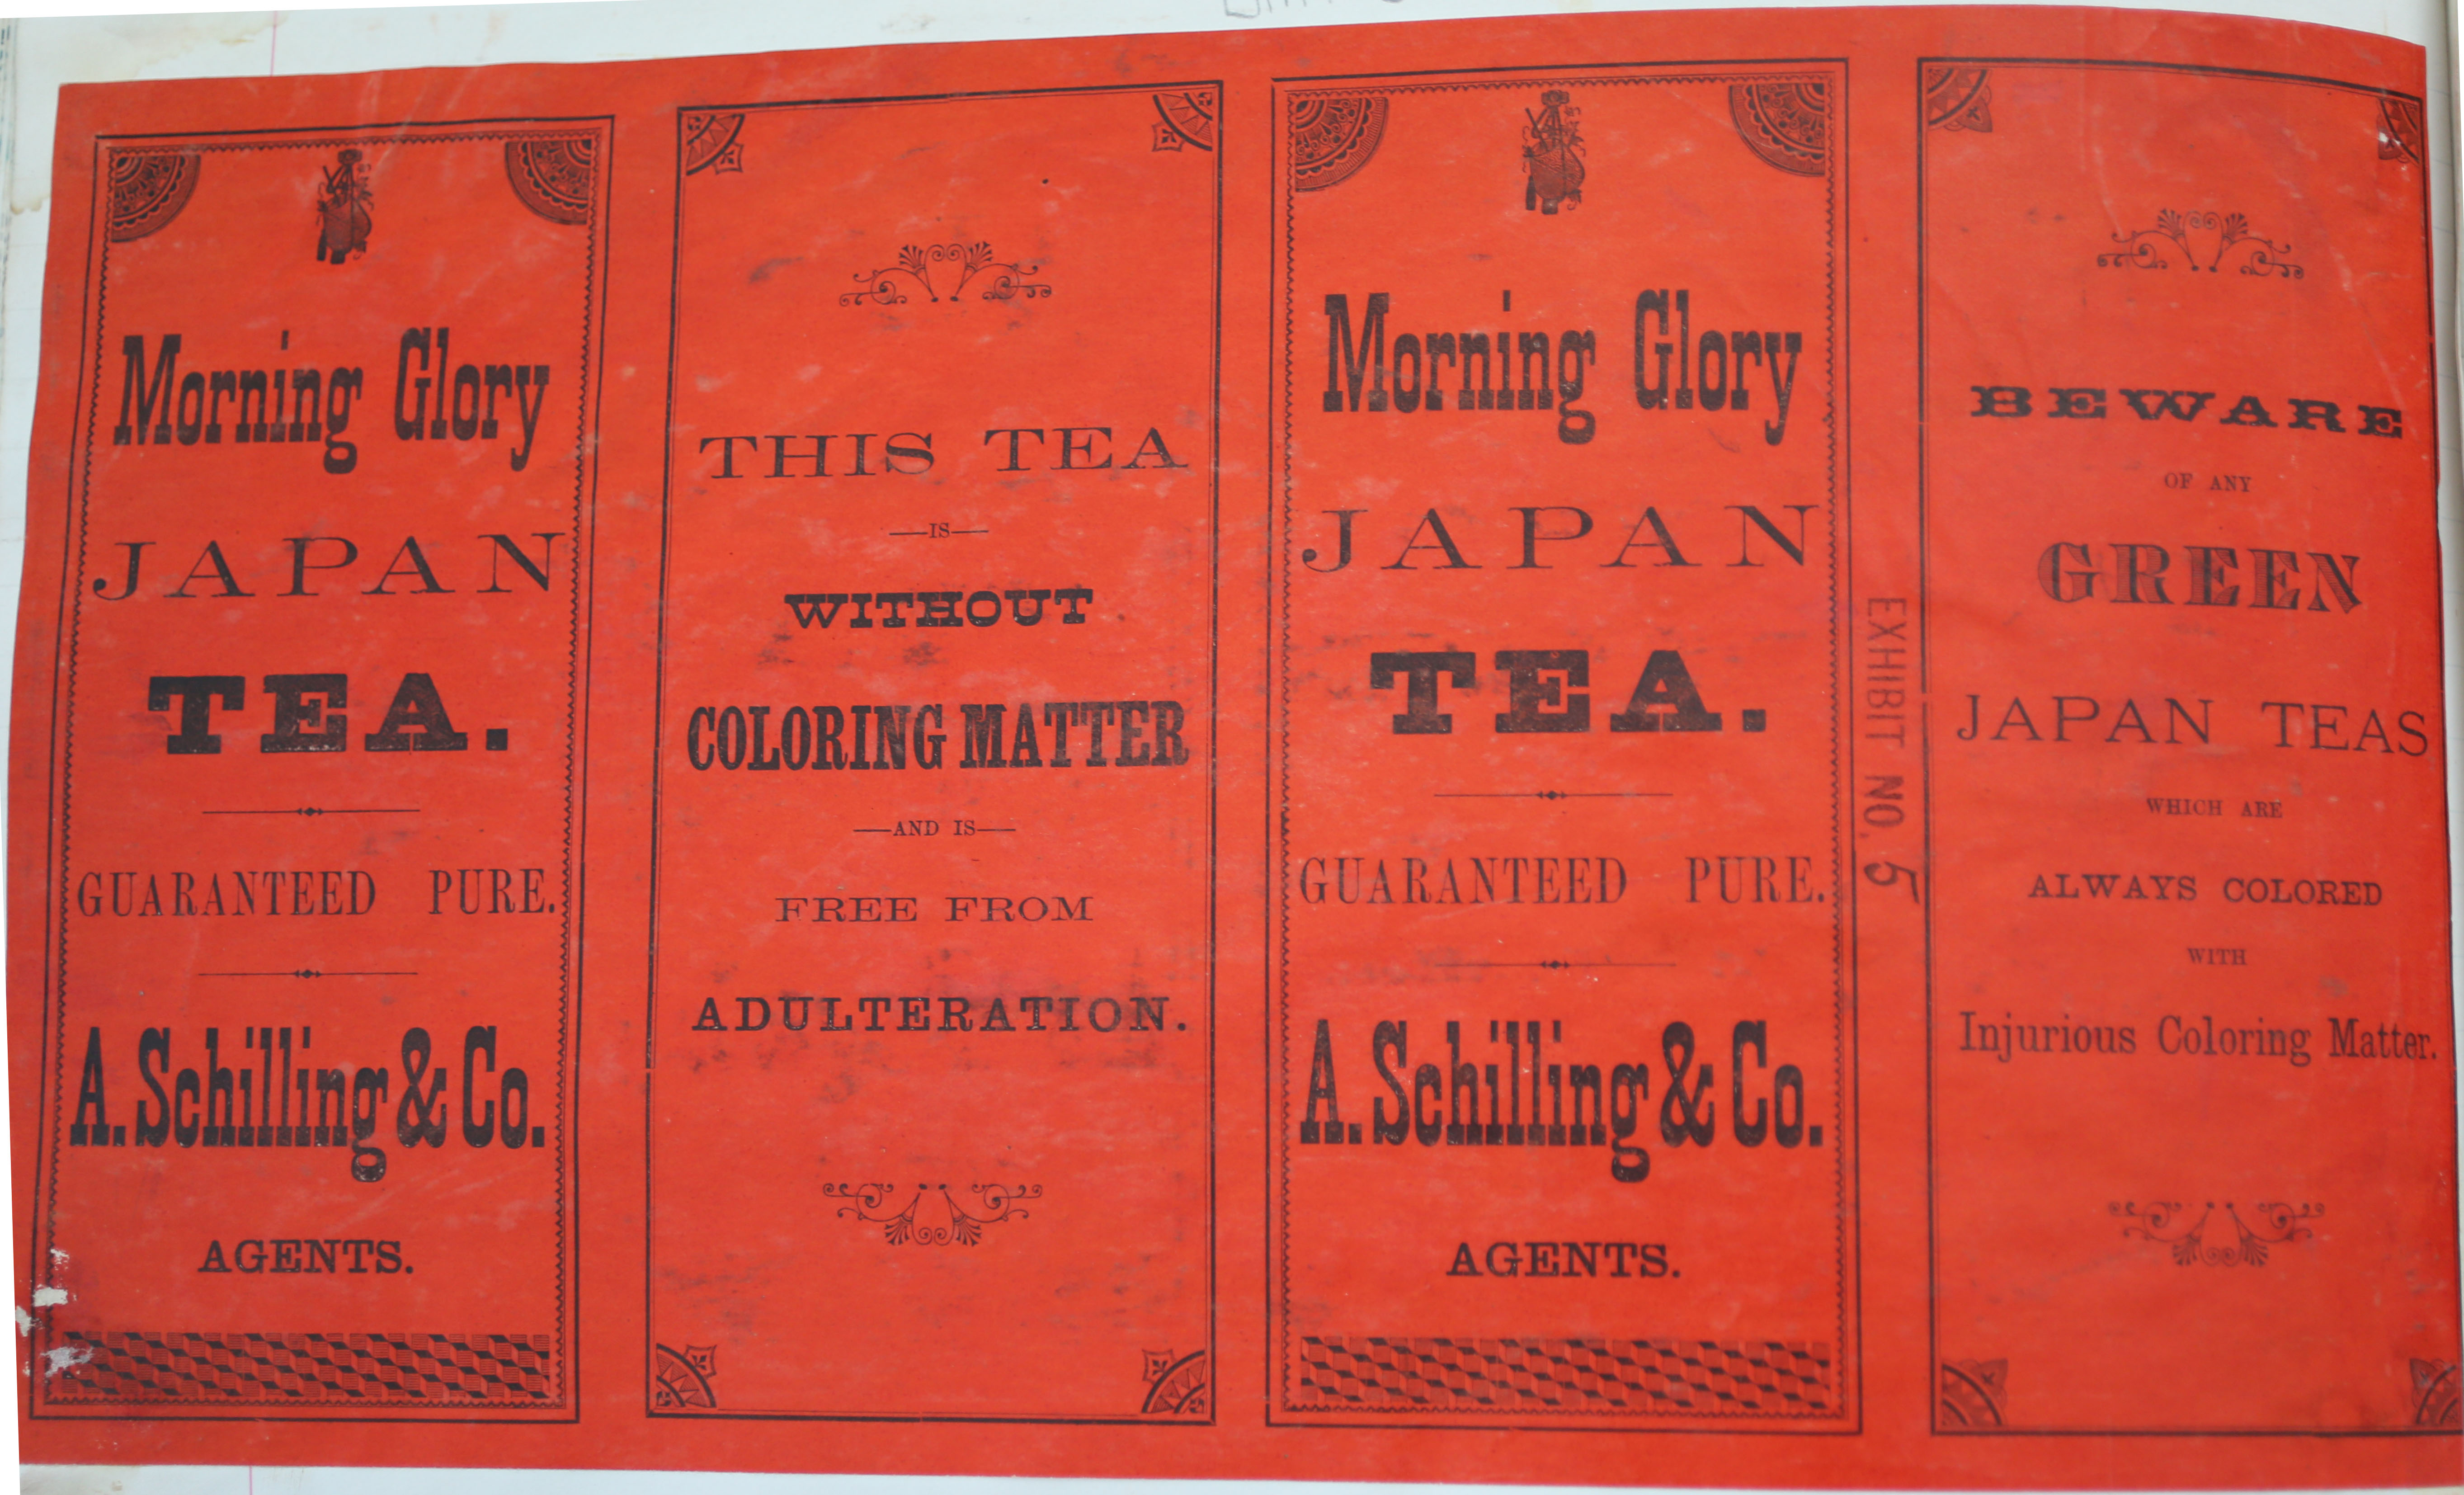 Morning Glory
JAPAN
TEA.
GUARANTEED PURE.
A. Schilling & Co.
AGENTS.
THIS TEA
—IS—
WITHOUT
COLORING MATTER
—AND IS—
FREE FROM
ADULTERATION.
Morning Glory
JAPAN
TEA.
GUARANTEED PURE.
A. Schilling & Co.
AGENTS.
EXHIBIT NO. 5
BEWARE
OF ANY
GREEN
JAPAN TEAS
WHICH ARE
ALWAYS COLORED
WITH
Injurious Coloring Matter.